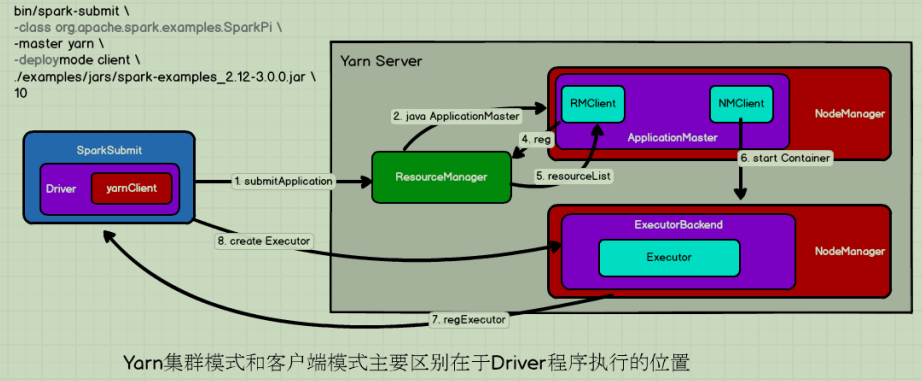 bin/spark-submit \
-class org.apache.spark.examples.SparkPi \
-master yarn \
-deploymode client \
./examples/jars/spark-examples_2.12-3.0.0.jar \
10
Yarn Server
RMClient
NMClient
NodeManager
2. java ApplicationMaster
ApplicationMaster
4. reg
SparkSubmit
6. start Container
Driver
yarnClient
1. submitApplication
ResourceManager
5. resourceList
8. create Executor
ExecutorBackend
Executor
NodeManager
7. regExecutor
Yarn集群模式和客户端模式主要区别在于Driver程序执行的位置